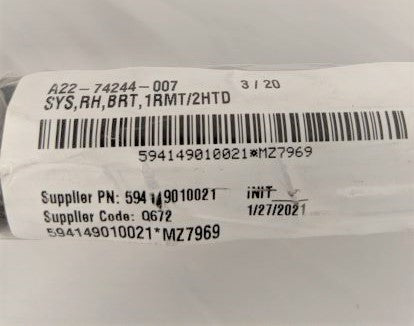 A22-74244-007 3 / 20
SYS,RH,BRT,1RMT/2HTD
594149010021*MZ7969
Supplier PN: 594149010021 INIT
Supplier Code: Q672 1/27/2021
594149010021*MZ7969